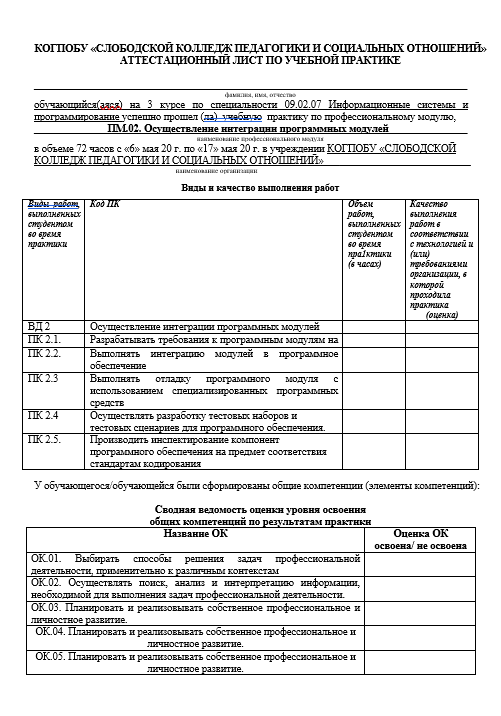 КОГПОБУ «СЛОБОДСКОЙ КОЛЛЕДЖ ПЕДАГОГИКИ И СОЦИАЛЬНЫХ ОТНОШЕНИЙ»
АТТЕСТАЦИОННЫЙ ЛИСТ ПО УЧЕБНОЙ ПРАКТИКЕ
фамилия, имя, отчество
обучающийся(аяся) на 3 курсе по специальности 09.02.07 Информационные системы и
программирование успешно прошел (ла) учебную практику по профессиональному модулю,
ПМ.02. Осуществление интеграции программных модулей
наименование профессионального модуля
в объеме 72 часов с «6» мая 20 г. по «17» мая 20 г. в учреждении КОГПОБУ «СЛОБОДСКОЙ
КОЛЛЕДЖ ПЕДАГОГИКИ И СОЦИАЛЬНЫХ ОТНОШЕНИЙ»
наименование организации
Виды и качество выполнения работ
Виды работ,
выполненных
студентом
во время
практики
Код ПК
Объем
работ,
выполненных
студентом
во время
пра1ктики
(в часах)
Качество
выполнения
работ в
соответствии
с технологией и
(или)
требованиями
организации, в
которой
проходила
практика
(оценка)
ВД 2 Осуществление интеграции программных модулей
ПК 2.1. Разрабатывать требования к программным модулям на
ПК 2.2. Выполнять интеграцию модулей в программное
обеспечение
ПК 2.3 Выполнять отладку программного модуля с
использованием специализированных программных
средств
ПК 2.4 Осуществлять разработку тестовых наборов и
тестовых сценариев для программного обеспечения.
ПК 2.5. Производить инспектирование компонент
программного обеспечения на предмет соответствия
стандартам кодирования
У обучающегося/обучающейся были сформированы общие компетенции (элементы компетенций):
Сводная ведомость оценки уровня освоения
общих компетенций по результатам практики
Название ОК
Оценка ОК
освоена/ не освоена
ОК.01. Выбирать способы решения задач профессиональной
деятельности, применительно к различным контекстам
ОК.02. Осуществлять поиск, анализ и интерпретацию информации,
необходимой для выполнения задач профессиональной деятельности.
ОК.03. Планировать и реализовывать собственное профессиональное и
личностное развитие.
ОК.04. Планировать и реализовывать собственное профессиональное и
личностное развитие.
ОК.05. Планировать и реализовывать собственное профессиональное и
личностное развитие.